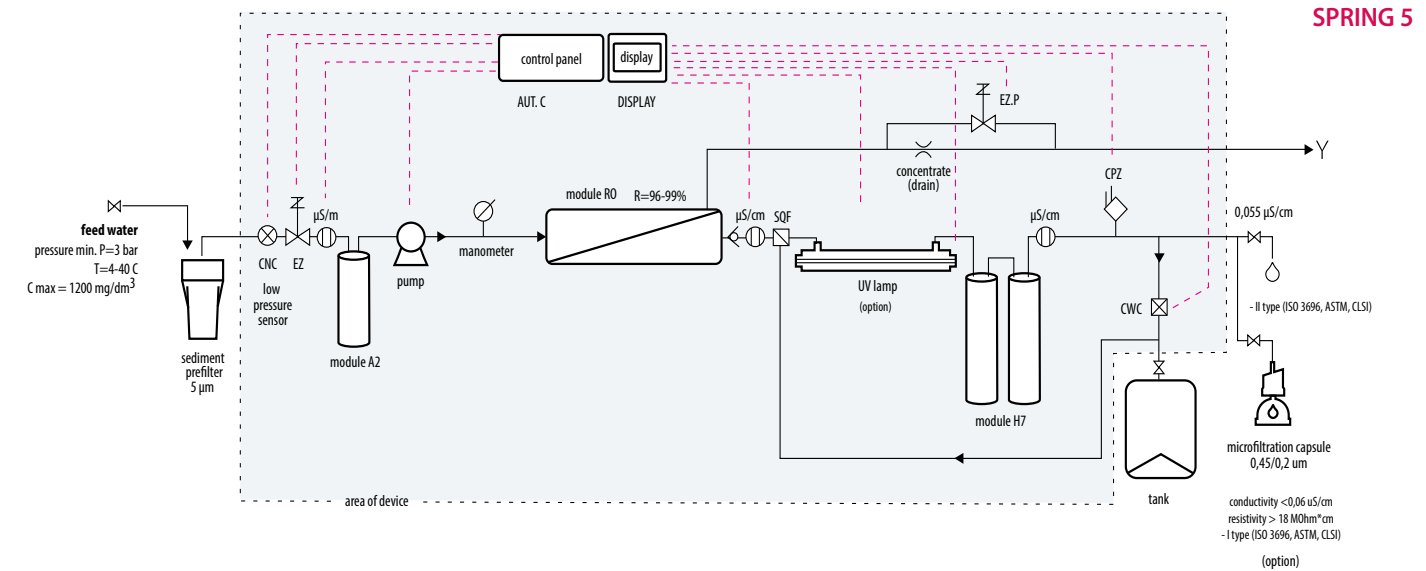 SPRING 5
control panel
display
AUT. C
DISPLAY
EZ.P
concentrate
(drain)
CPZ
module RO
R=96-99%
feed water
pressure min. P=3 bar
T=4-40 C
C max = 1200 mg/dm3
µS/m
CNC
EZ
low
pressure
sensor
manometer
pump
µS/cm
SQF
µS/cm
0,055 µS/cm
UV lamp
(option)
CWC
- II type (ISO 3696, ASTM, CLSI)
sediment
prefilter
5 µm
module A2
module H7
microfiltration capsule
0,45/0,2 um
area of device
tank
conductivity <0,06 uS/cm
resistivity > 18 MOhm*cm
- I type (ISO 3696, ASTM, CLSI)
(option)